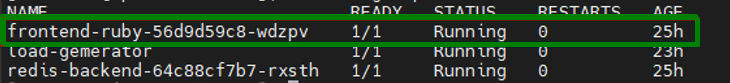 NAME READY STATUS RESTARTS AGE
frontend-ruby-56d9d59c8-wdzpv 1/1 Running 0 25h
load-gemerator 1/1 Running 0 23h
redis-backend-64c88cf7b7-rxsth 1/1 Running 0 25h